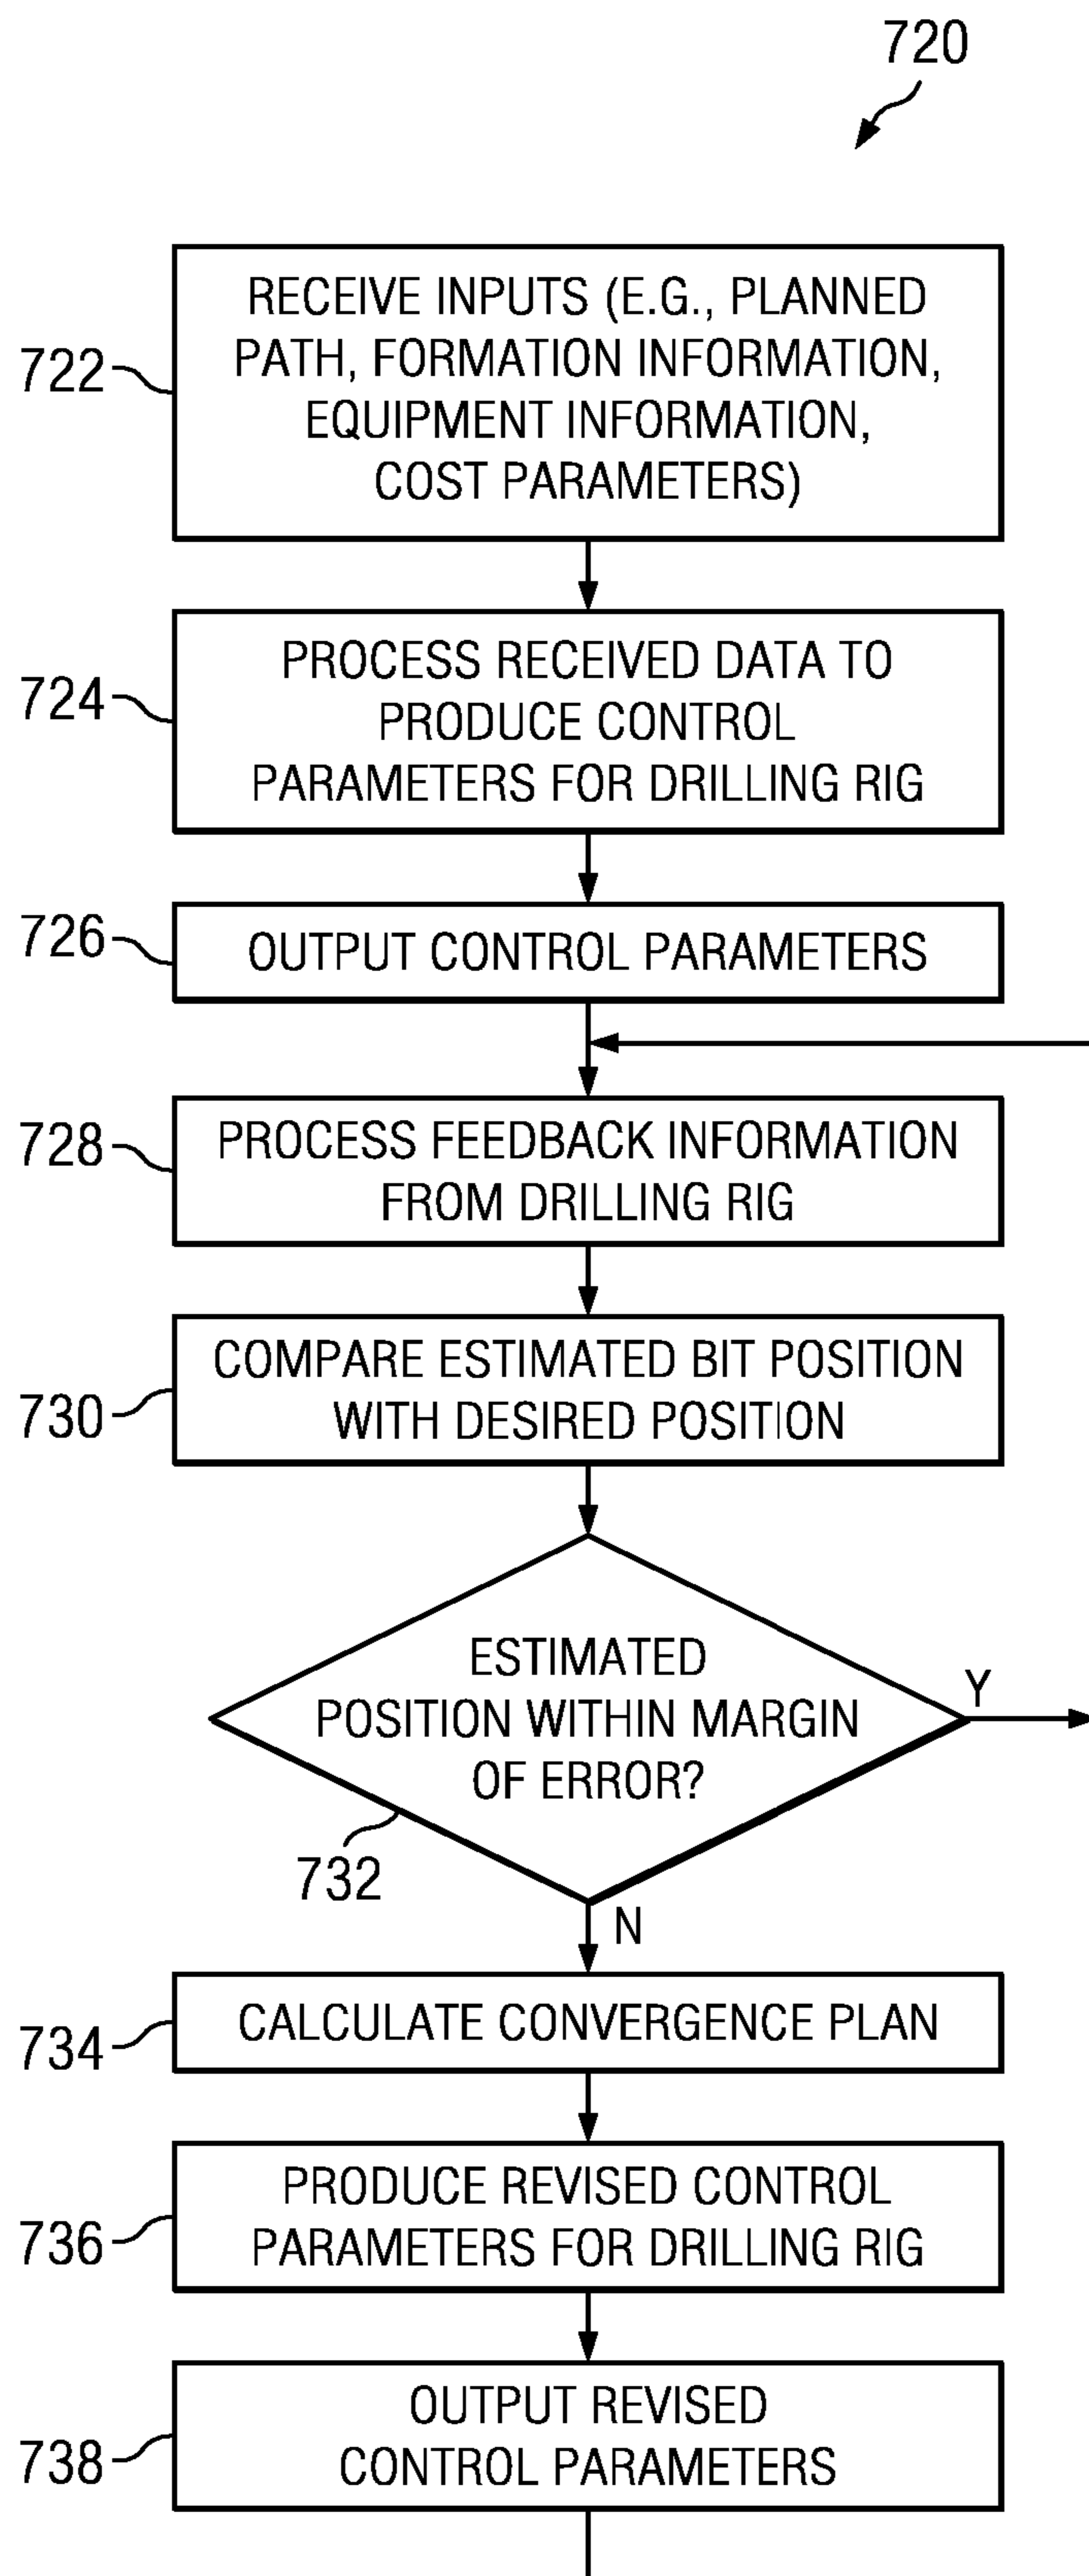 720
722
RECEIVE INPUTS (E.G., PLANNED
PATH, FORMATION INFORMATION,
EQUIPMENT INFORMATION,
COST PARAMETERS)
724
PROCESS RECEIVED DATA TO
PRODUCE CONTROL
PARAMETERS FOR DRILLING RIG
726
OUTPUT CONTROL PARAMETERS
728
PROCESS FEEDBACK INFORMATION
FROM DRILLING RIG
730
COMPARE ESTIMATED BIT POSITION
WITH DESIRED POSITION
ESTIMATED
POSITION WITHIN MARGIN
OF ERROR?
Y
732
N
734
CALCULATE CONVERGENCE PLAN
736
PRODUCE REVISED CONTROL
PARAMETERS FOR DRILLING RIG
738
OUTPUT REVISED
CONTROL PARAMETERS